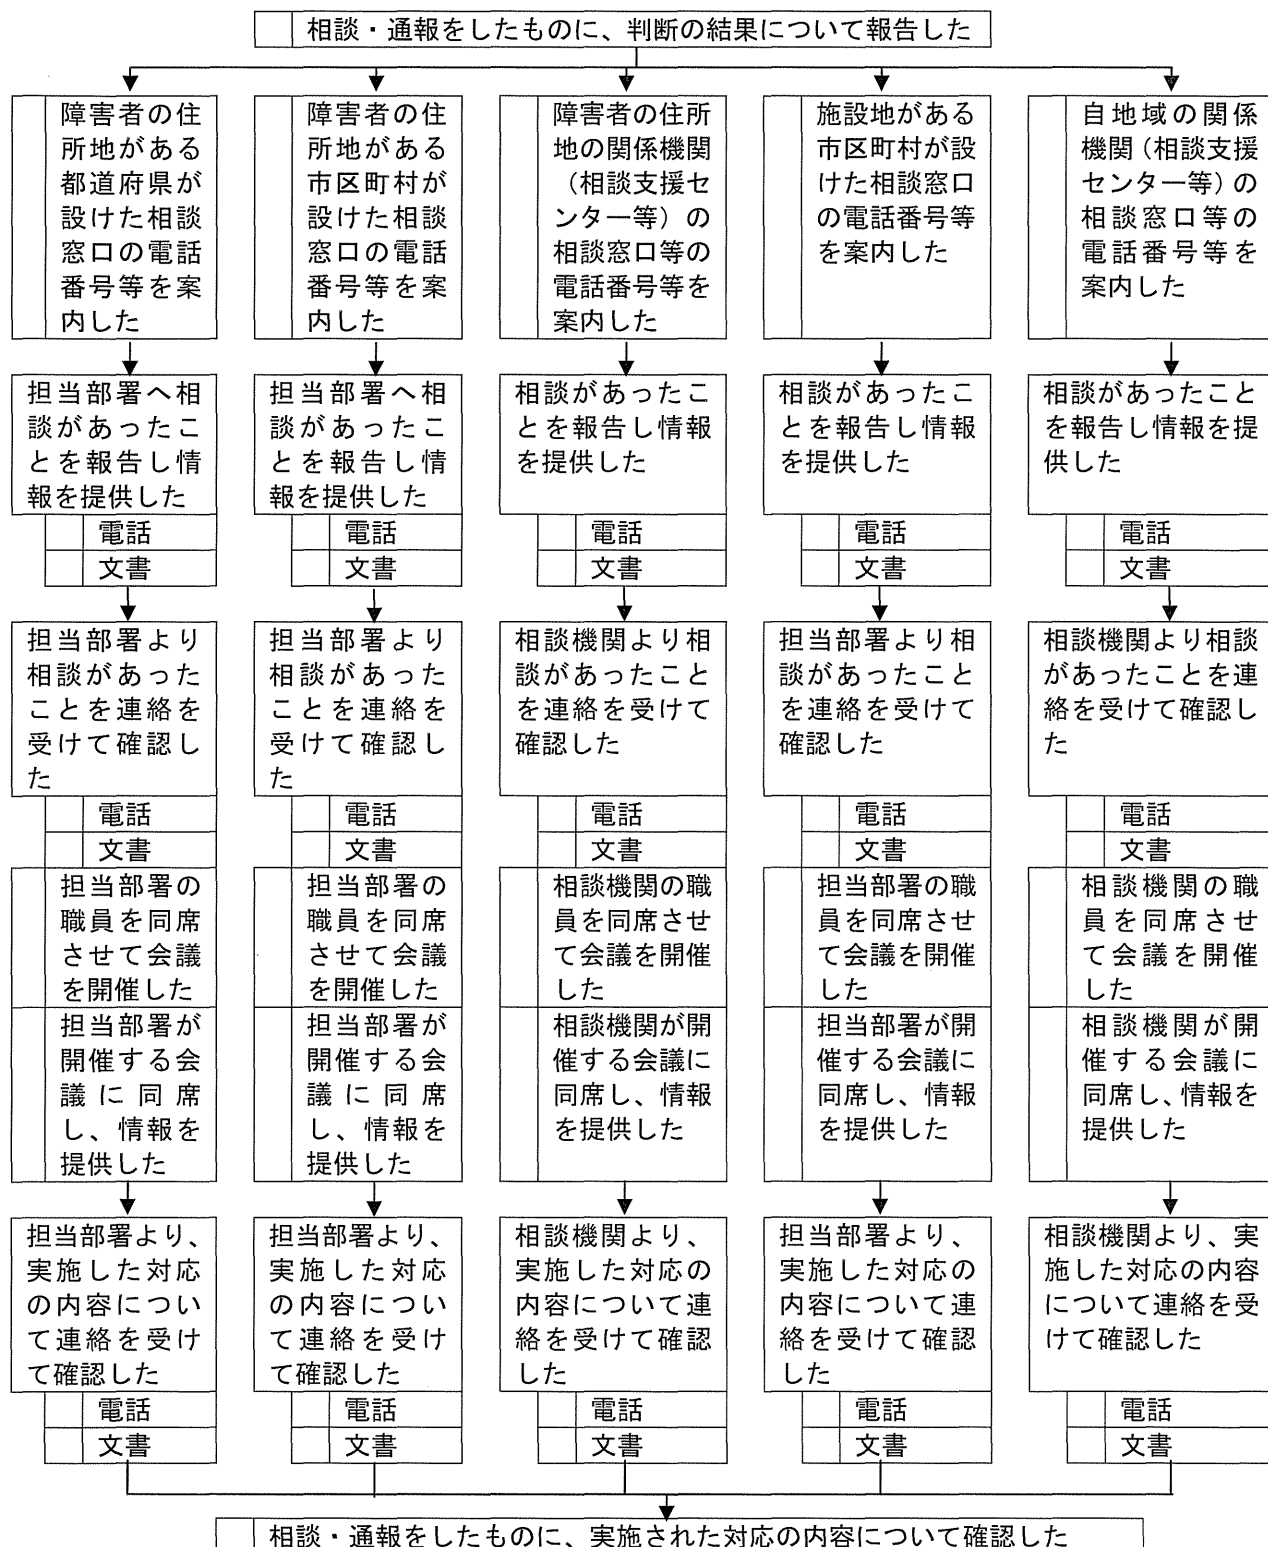 相談・通報をしたものに、判断の結果について報告した
障害者の住
所地がある
都道府県が
設けた相談
窓口の電話
番号等を案
内した
障害者の住
所地がある
市区町村が
設けた相談
窓口の電話
番号等を案
内した
障害者の住所
地の関係機関
（相談支援セ
ンター等）の
相談窓口等の
電話番号等を
案内した
施設地がある
市区町村が設
けた相談窓口
の電話番号等
を案内した
自地域の関係
機関（相談支援
センター等）の
相談窓口等の
電話番号等を
案内した
担当部署へ相
談があったこ
とを報告し情
報を提供した
電話
文書
担当部署へ相
談があったこ
とを報告し情
報を提供した
電話
文書
相談があったこ
とを報告し情報
を提供した
電話
文書
相談があったこ
とを報告し情報
を提供した
電話
文書
相談があったこと
を報告し情報を提
供した
電話
文書
担当部署より
相談があった
ことを連絡を
受けて確認し
た
電話
文書
担当部署の
職員を同席
させて会議
を開催した
担当部署が
開催する会
議に同席
し、情報を
提供した
担当部署より
相談があった
ことを連絡を
受けて確認し
た
電話
文書
担当部署の
職員を同席
させて会議
を開催した
担当部署が
開催する会
議に同席
し、情報を
提供した
相談機関より相
談があったこと
を連絡を受けて
確認した
電話
文書
相談機関の職
員を同席させ
て会議を開催
した
相談機関が開
催する会議に
同席し、情報
を提供した
担当部署より相
談があったこと
を連絡を受けて
確認した
電話
文書
担当部署の職
員を同席させ
て会議を開催
した
担当部署が開
催する会議に
同席し、情報
を提供した
相談機関より相談
があったことを連
絡を受けて確認し
た
電話
文書
相談機関の職
員を同席させ
て会議を開催
した
相談機関が開
催する会議に
同席し、情報を
提供した
担当部署より、
実施した対応
の内容につい
て連絡を受け
て確認した
電話
文書
担当部署より、
実施した対応
の内容につい
て連絡を受け
て確認した
電話
文書
相談機関より、
実施した対応の
内容について連
絡を受けて確認
した
電話
文書
担当部署より、
実施した対応の
内容について連
絡を受けて確認
した
電話
文書
相談機関より、実
施した対応の内容
について連絡を受
けて確認した
電話
文書
相談・通報をしたものに、実施された対応の内容について確認した